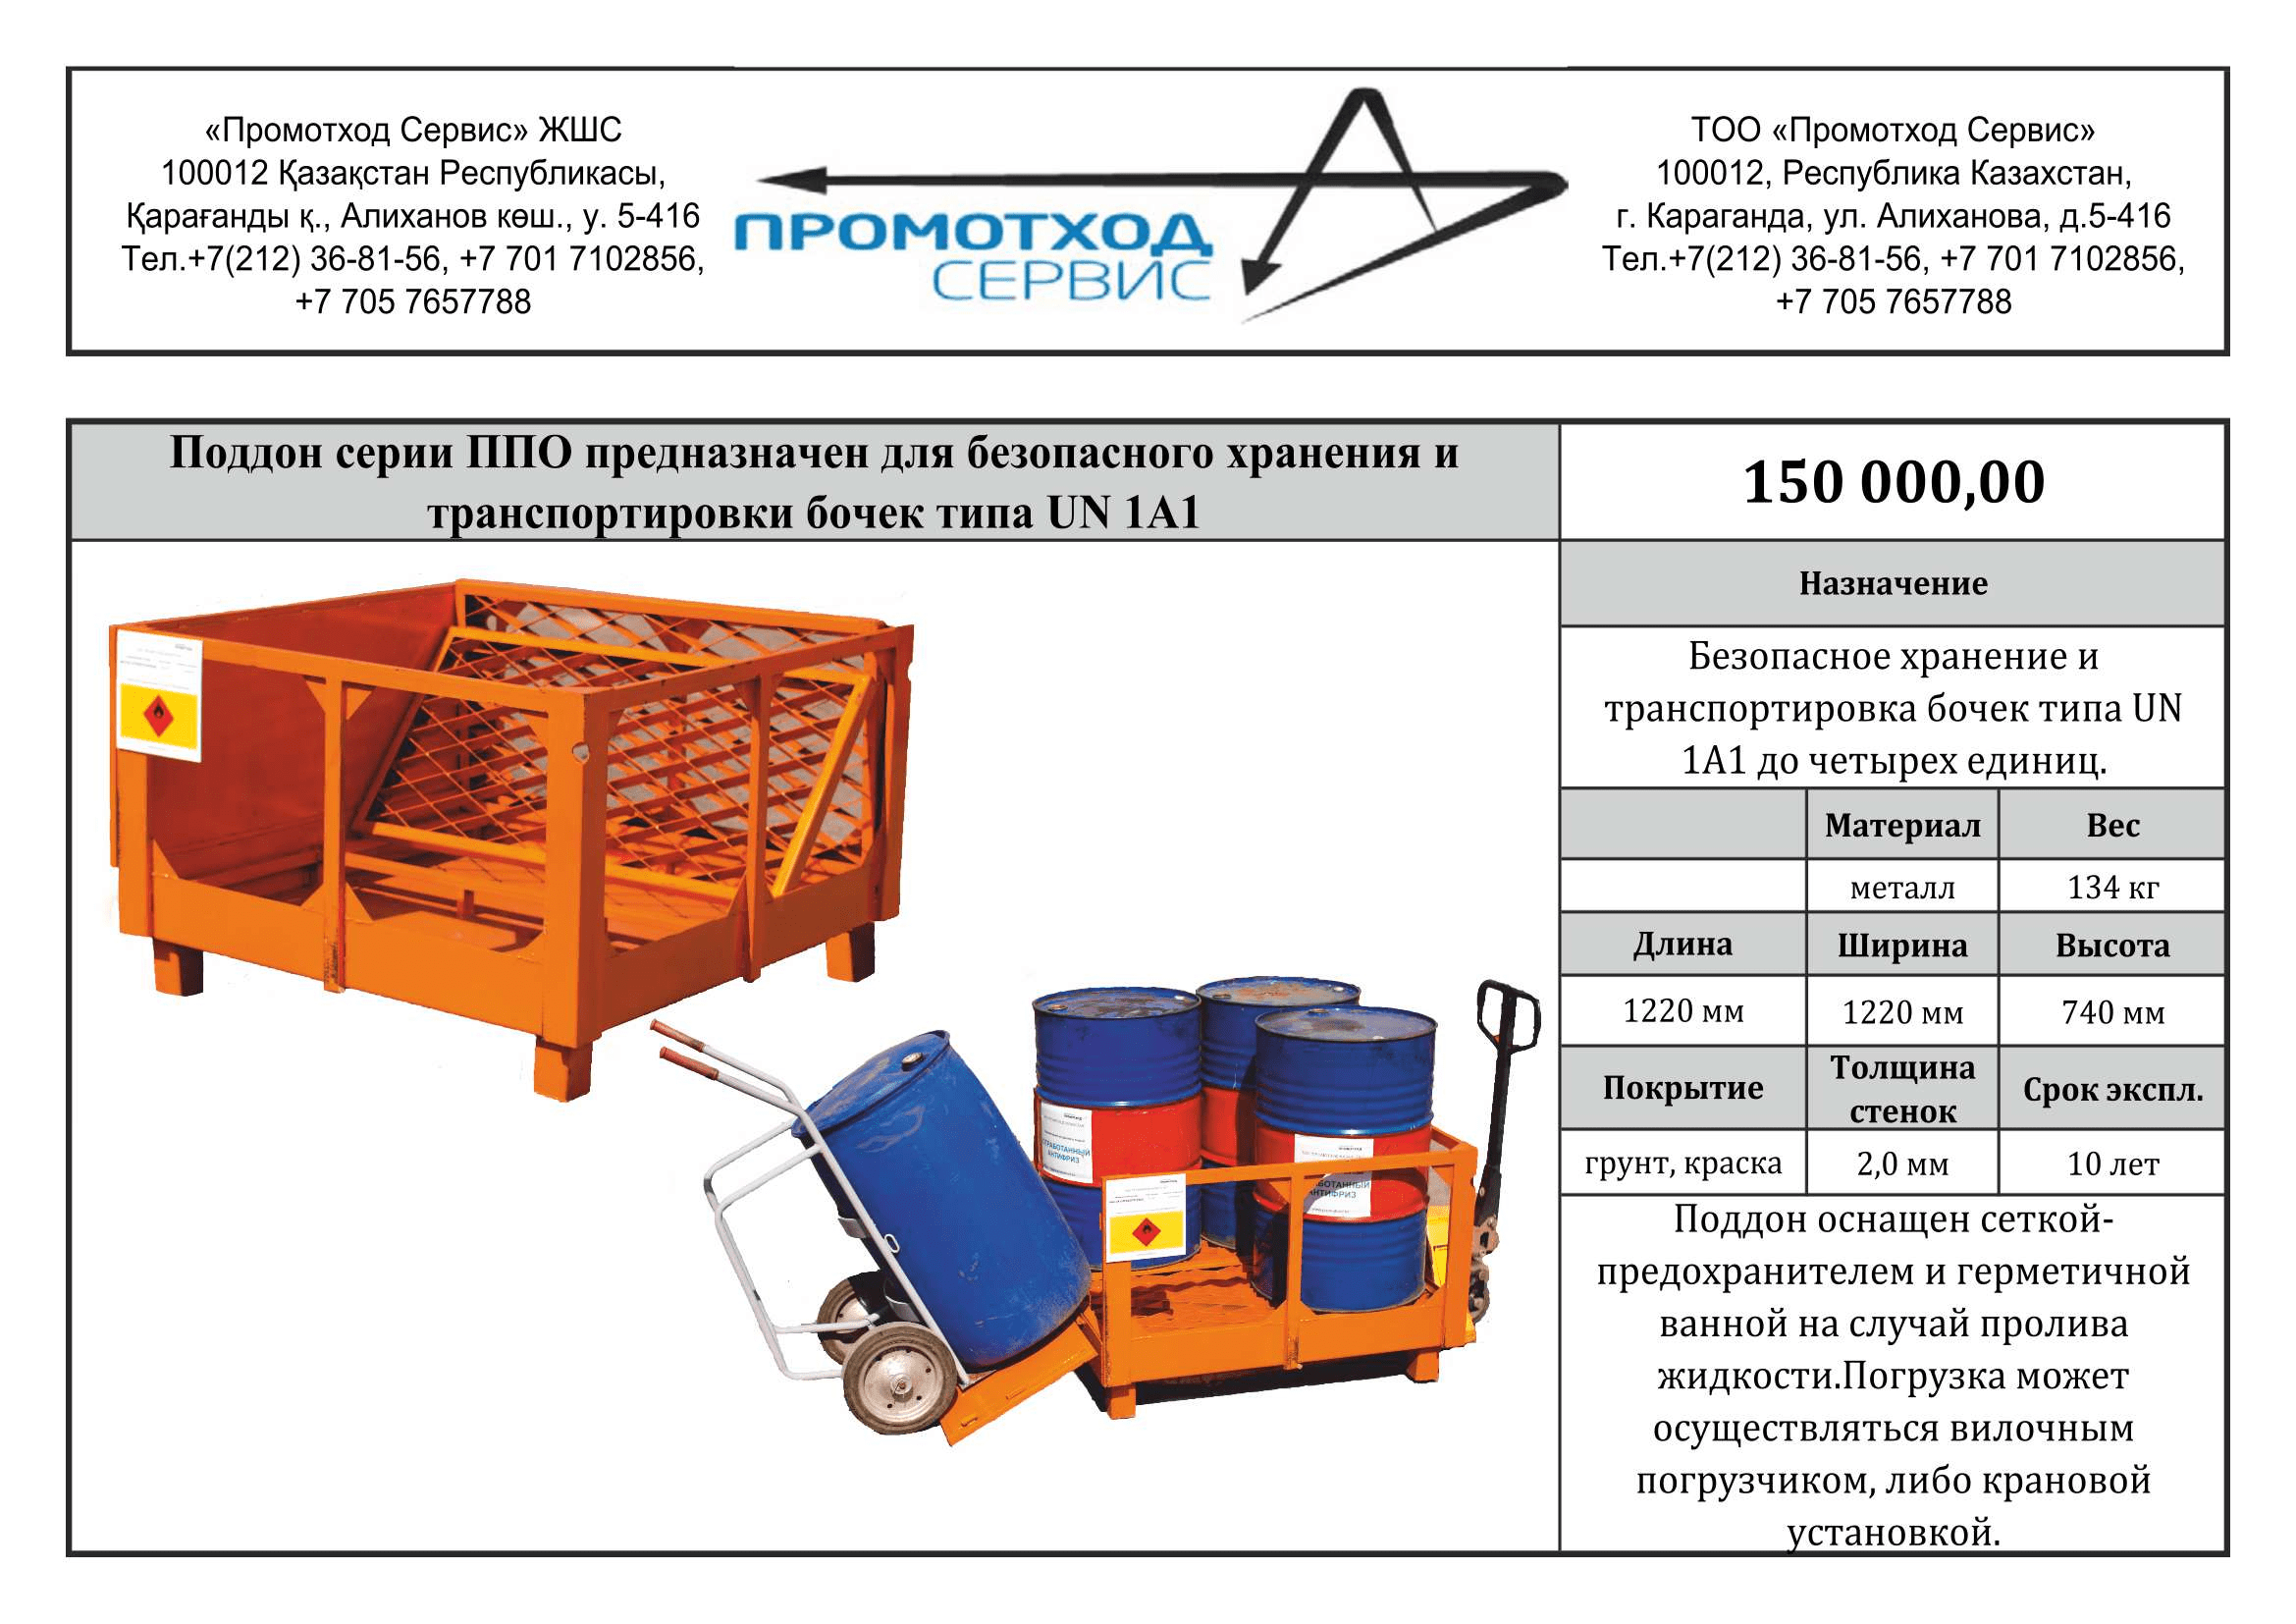 «Промотход Сервис» ЖШС
100012 Қазақстан Республикасы,
Қарағанды қ., Алиханов көш., у. 5-416
Тел.+7(212) 36-81-56, +7 701 7102856,
+7 705 7657788
ПРОМОТХОД
СЕРВИС
ТОО «Промотход Сервис»
100012, Республика Казахстан,
г. Караганда, ул. Алиханова, д.5-416
Тел.+7(212) 36-81-56, +7 701 7102856,
+7 705 7657788
Поддон серии ППО предназначен для безопасного хранения и
транспортировки бочек типа UN 1A1
150 000,00
Назначение
Безопасное хранение и
транспортировка бочек типа UN
1А1 до четырех единиц.
Материал Вес
металл 134 кг
Длина Ширина Высота
1220 мм 1220 мм 740 мм
Покрытие Толщина стенок Срок экспл.
грунт, краска 2,0 мм 10 лет
Поддон оснащен сеткой-
предохранителем и герметичной
ванной на случай пролива
жидкости.Погрузка может
осуществляться вилочным
погрузчиком, либо крановой
установкой.
АНТИФРИЗ